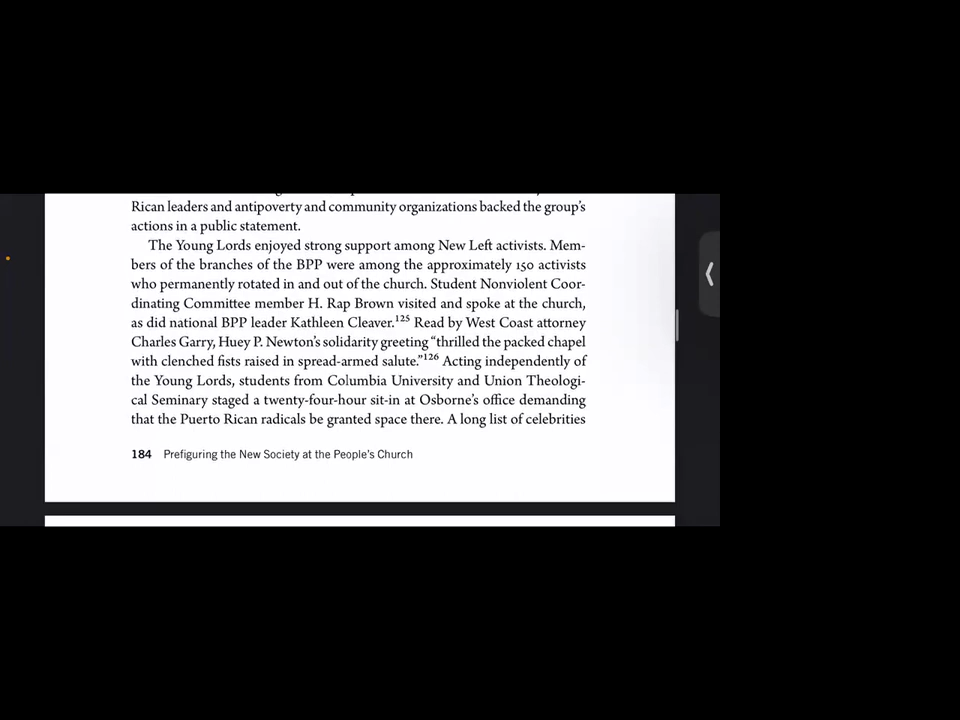 Rican leaders and antipoverty and community organizations backed the group's
actions in a public statement.
The Young Lords enjoyed strong support among New Left activists. Mem-
bers of the branches of the BPP were among the approximately 150 activists
who permanently rotated in and out of the church. Student Nonviolent Coor-
dinating Committee member H. Rap Brown visited and spoke at the church,
as did national BPP leader Kathleen Cleaver.125 Read by West Coast attorney
Charles Garry, Huey P. Newton's solidarity greeting "thrilled the packed chapel
with clenched fists raised in spread-armed salute."126 Acting independently of
the Young Lords, students from Columbia University and Union Theologi-
cal Seminary staged a twenty-four-hour sit-in at Osborne's office demanding
that the Puerto Rican radicals be granted space there. A long list of celebrities
184 Prefiguring the New Society at the People's Church